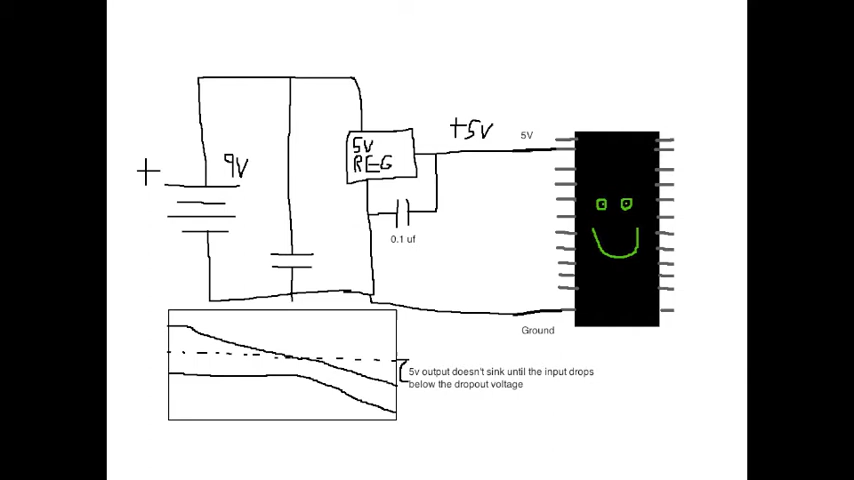 +5V
5V
5V
REG
+
9V
0.1 uf
Ground
5v output doesn't sink until the input drops
below the dropout voltage